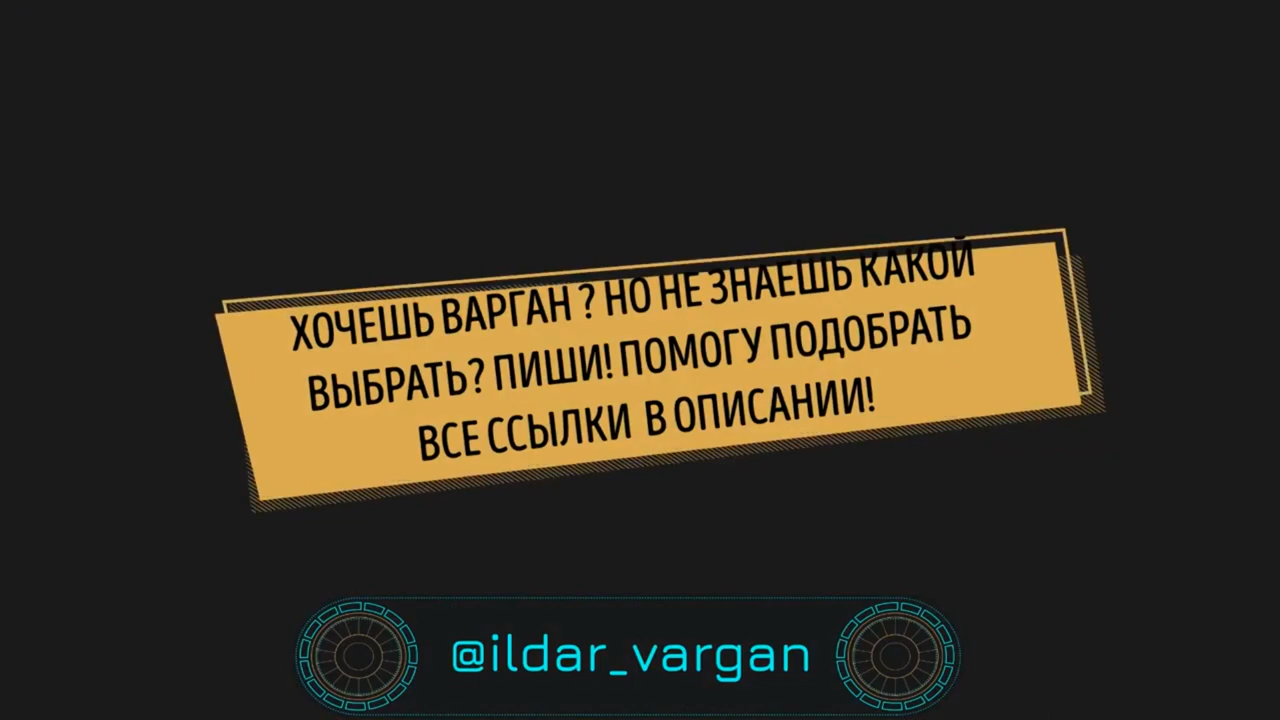 ХОЧЕШЬ ВАРГАН ? НО НЕ ЗНАЕШЬ КАКОЙ
ВЫБРАТЬ? ПИШИ! ПОМОГУ ПОДОБРАТЬ
ВСЕ ССЫЛКИ В ОПИСАНИИ!
@ildar_vargan